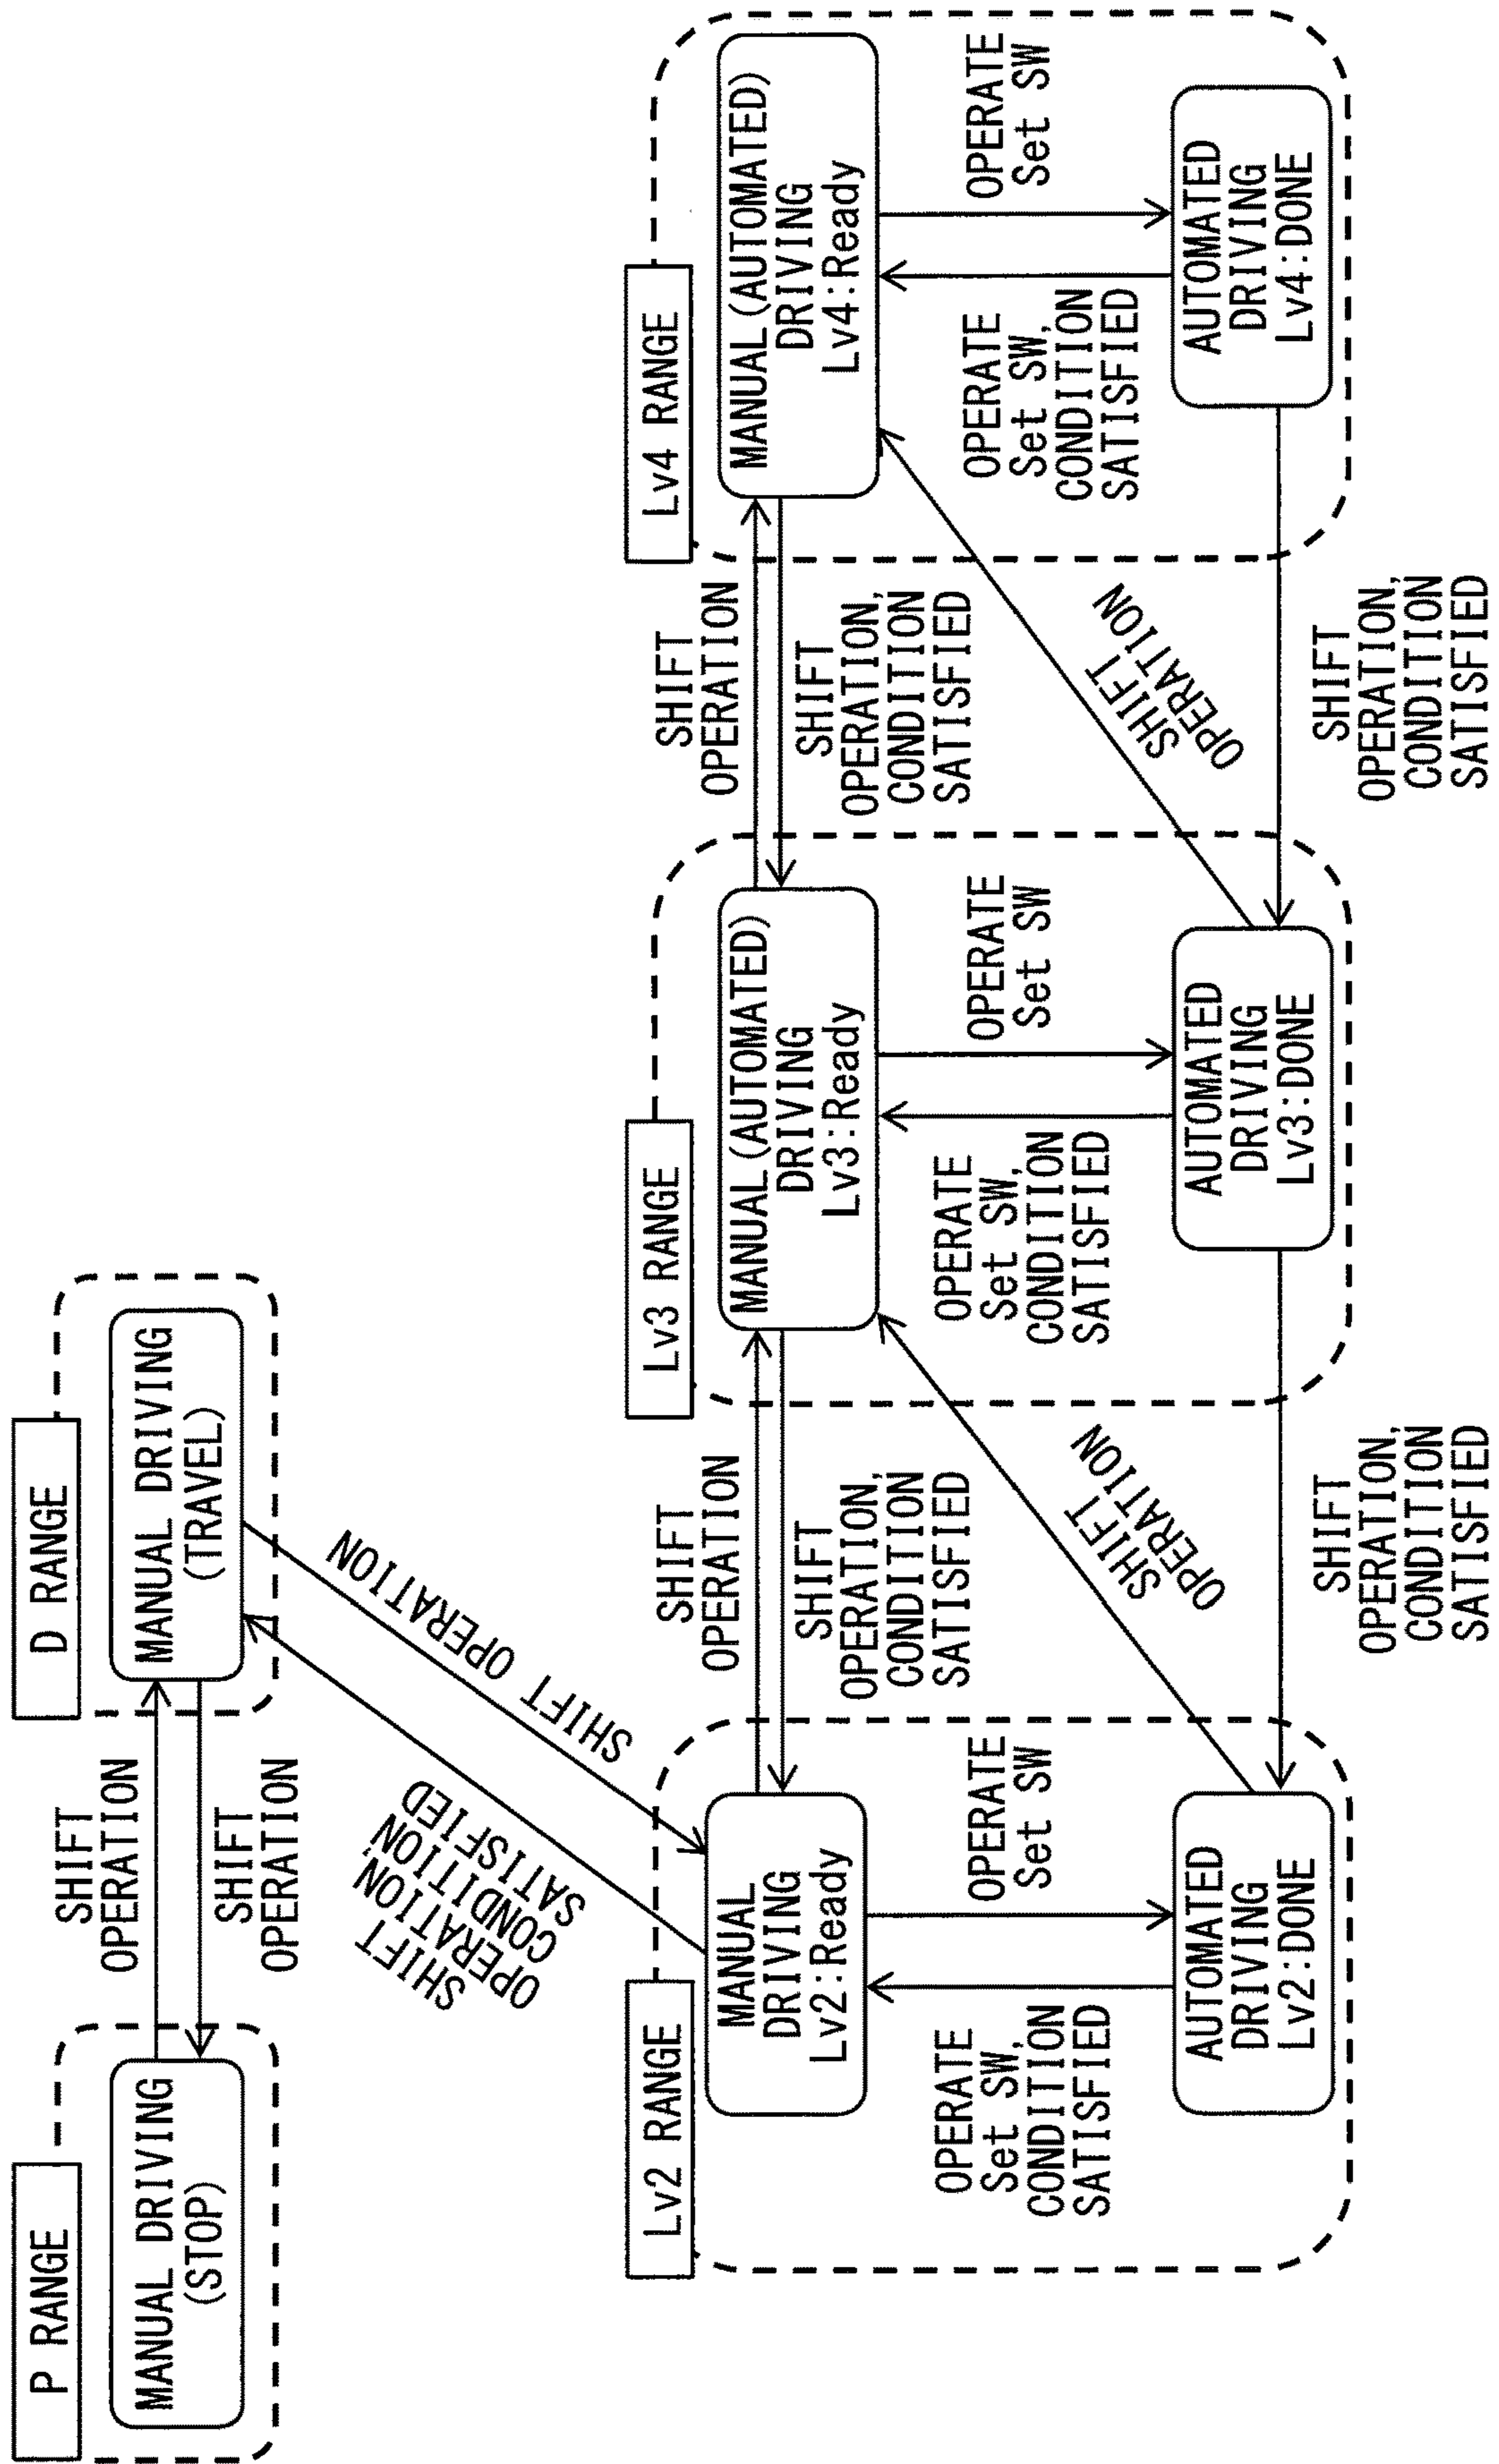 P RANGE
MANUAL DRIVING
(STOP)
SHIFT
OPERATION
SHIFT
OPERATION
D RANGE
MANUAL DRIVING
(TRAVEL)
SHIFT OPERATION
SHIFT
OPERATION
CONDITION,
SATISFIED
Lv2 RANGE
MANUAL
DRIVING
Lv2:Ready
SHIFT
OPERATION
SHIFT
OPERATION,
CONDITION
SATISFIED
Lv3 RANGE
MANUAL(AUTOMATED)
DRIVING
Lv3:Ready
SHIFT
OPERATION
SHIFT
OPERATION,
CONDITION
SATISFIED
Lv4 RANGE
MANUAL(AUTOMATED)
DRIVING
Lv4:Ready
OPERATE
Set SW,
CONDITION
SATISFIED
OPERATE
Set SW
SHIFT
OPERATION
OPERATE
Set SW,
CONDITION
SATISFIED
OPERATE
Set SW
SHIFT
OPERATION
OPERATE
Set SW,
CONDITION
SATISFIED
OPERATE
Set SW
AUTOMATED
DRIVING
Lv2:DONE
SHIFT
OPERATION,
CONDITION
SATISFIED
AUTOMATED
DRIVING
Lv3:DONE
SHIFT
OPERATION,
CONDITION
SATISFIED
AUTOMATED
DRIVING
Lv4:DONE